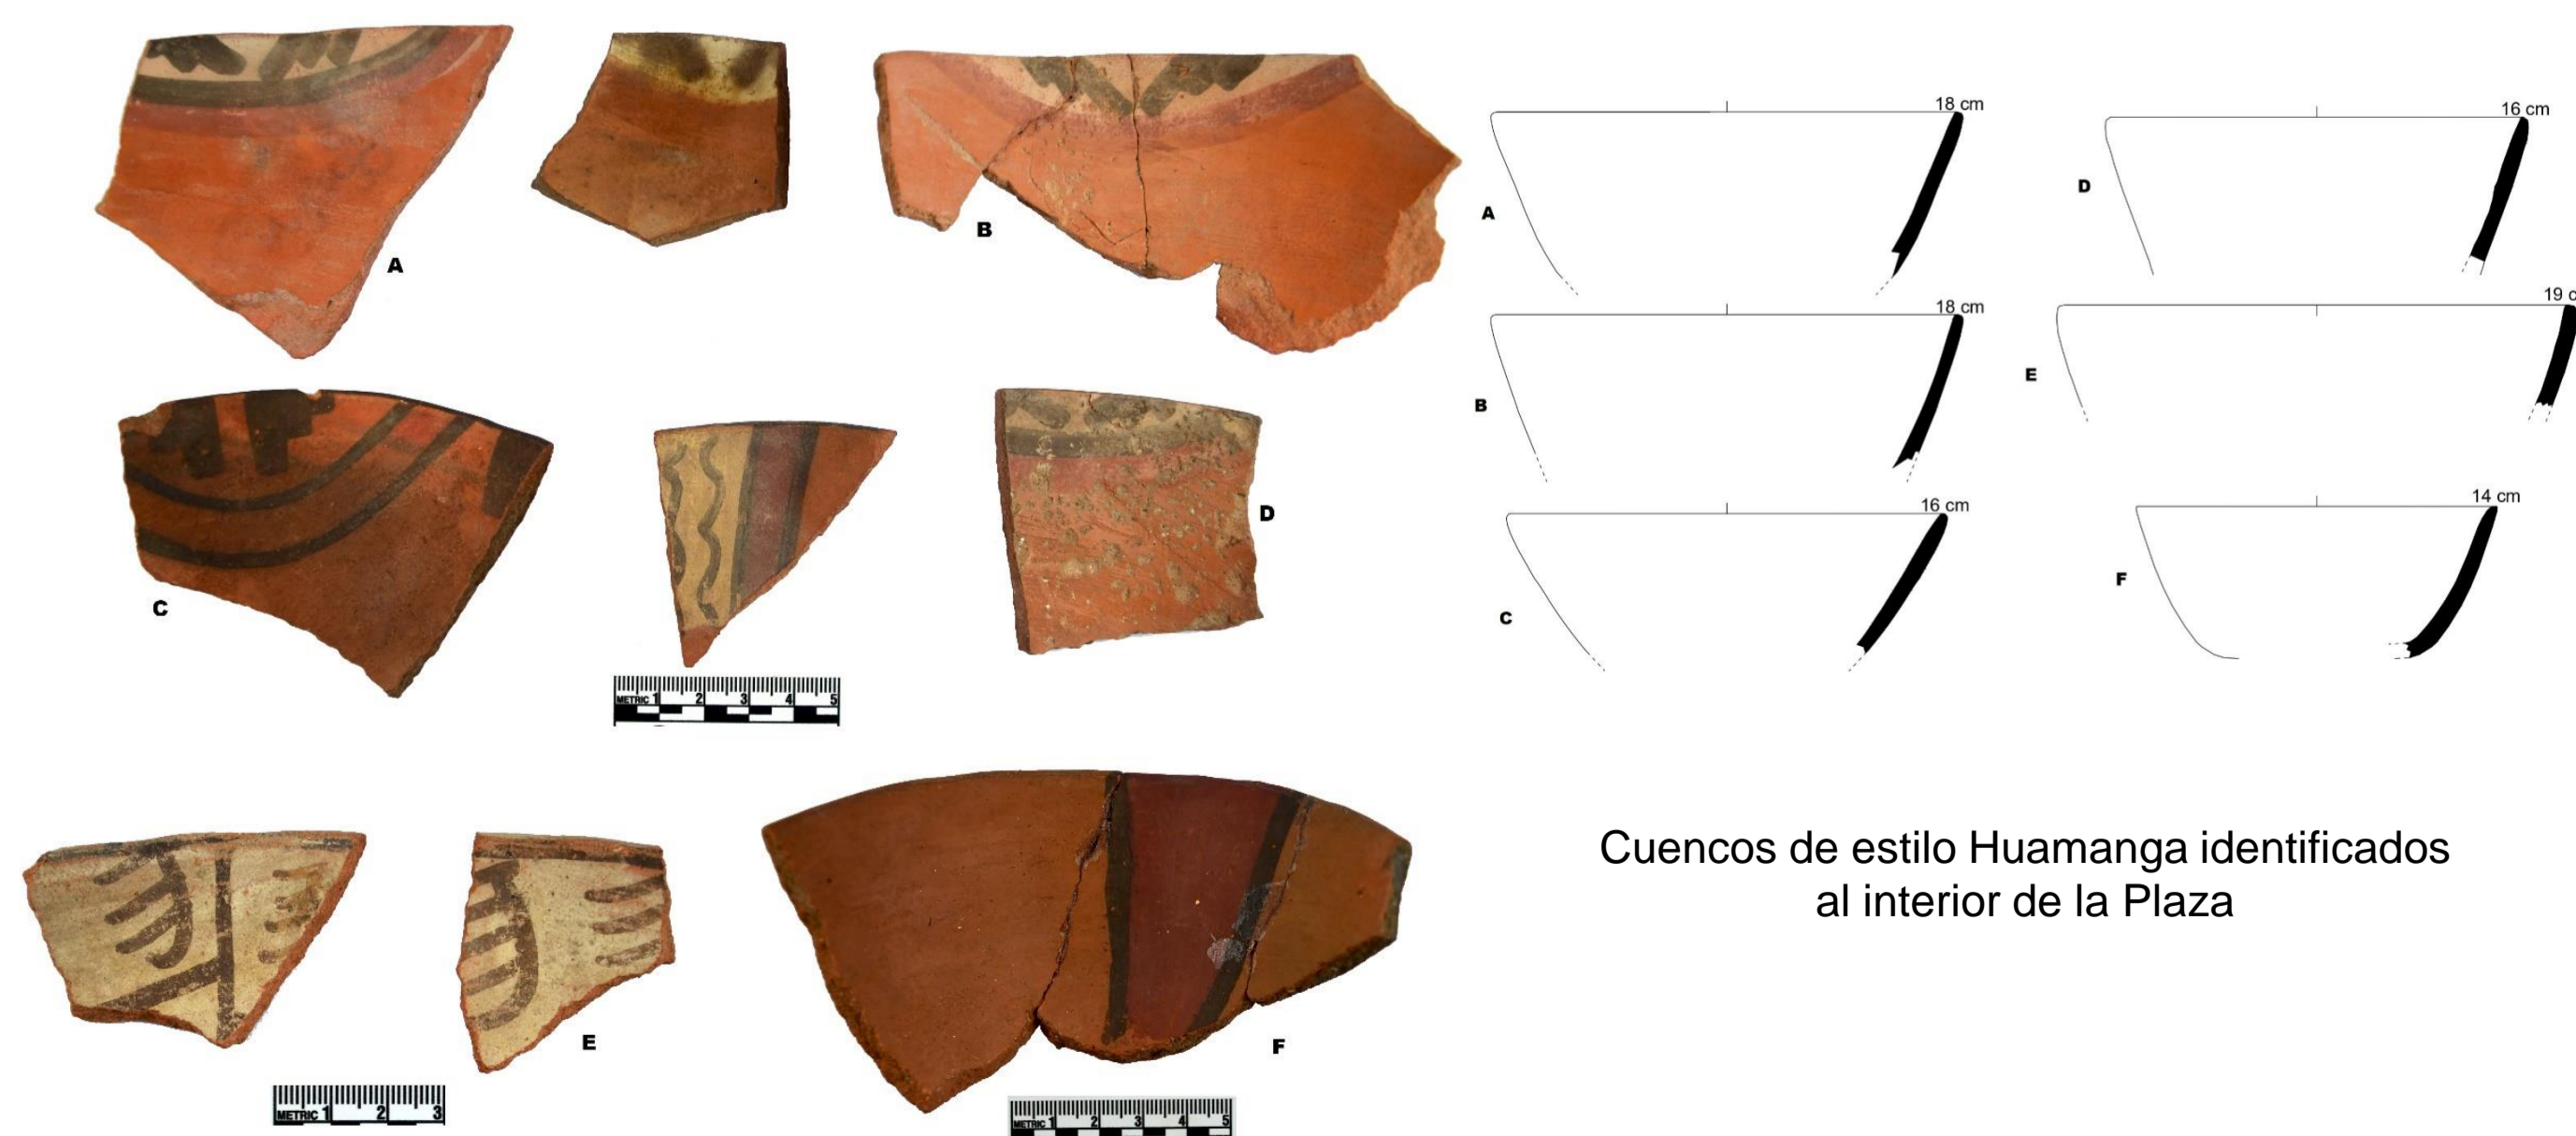 A
B
C
D
METRIC 1 2 3 4 5
E
F
METRIC 1 2 3
METRIC 1 2 3 4 5
18 cm
A
16 cm
D
18 cm
B
19 c
E
16 cm
C
14 cm
F
Cuencos de estilo Huamanga identificados
al interior de la Plaza